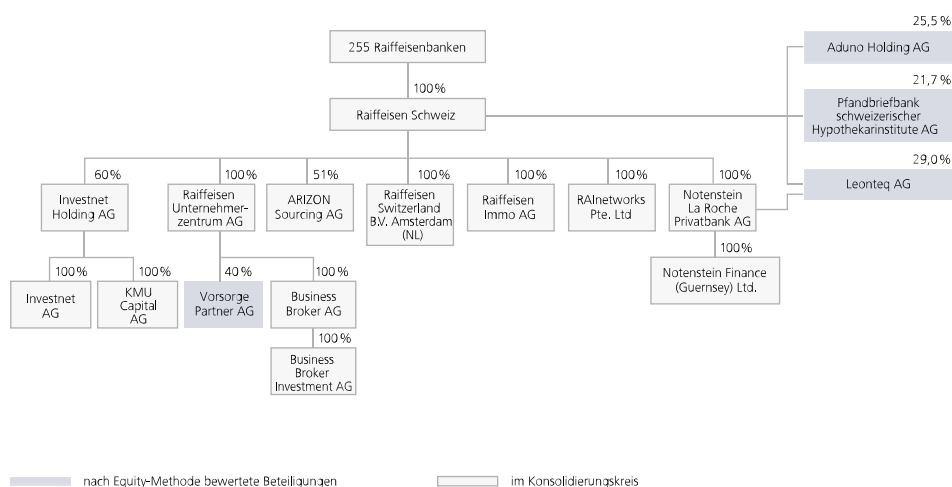 25,5 %
255 Raiffeisenbanken
Aduno Holding AG
100 %
21,7 %
Raiffeisen Schweiz
Pfandbriefbank
schweizerischer
Hypothekarinstitute AG
29,0 %
Leonteq AG
60 %
100 %
51 %
100 %
100 %
100 %
100 %
Investnet
Holding AG
Raiffeisen
Unternehmer-
zentrum AG
ARIZON
Sourcing AG
Raiffeisen
Switzerland
B.V. Amsterdam
(NL)
Raiffeisen
Immo AG
RAInetworks
Pte. Ltd
Notenstein
La Roche
Privatbank AG
100 %
Notenstein Finance
(Guernsey) Ltd.
100 %
100 %
40 %
100 %
Investnet
AG
KMU
Capital
AG
Vorsorge
Partner AG
Business
Broker AG
100 %
Business
Broker
Investment AG
nach Equity-Methode bewertete Beteiligungen
im Konsolidierungskreis